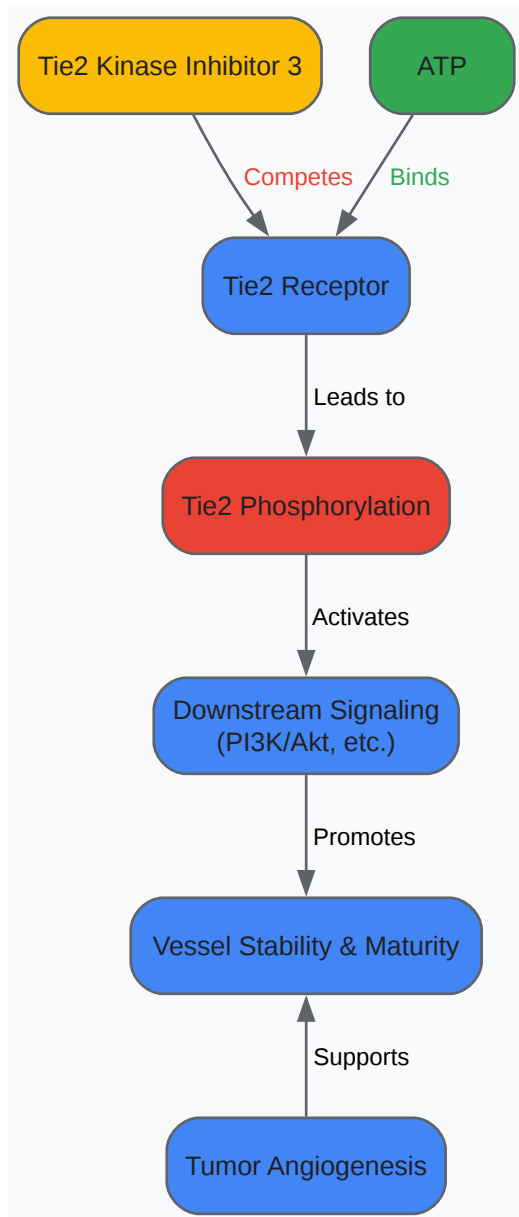 Tie2 Kinase Inhibitor 3
ATP
Competes
Binds
Tie2 Receptor
Leads to
Tie2 Phosphorylation
Activates
Downstream Signaling
(PI3K/Akt, etc.)
Promotes
Vessel Stability & Maturity
Supports
Tumor Angiogenesis